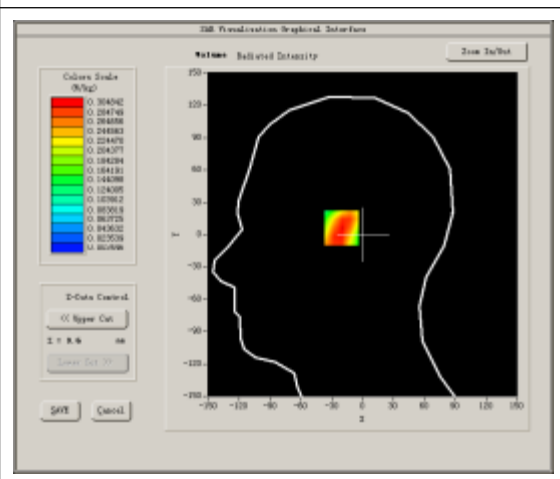 SAR Visualisation Graphical Interface
Volume Radiated Intensity
Zoom In/Out
Colors Scale
(W/kg)
0.304842
0.284749
0.264656
0.244563
0.224470
0.204377
0.184284
0.164191
0.144098
0.124005
0.103912
0.083819
0.063725
0.043632
0.023539
150
120
90
60
30
0
-30
-60
-90
-120
-150
Y
-150 -120 -90 -60 -30 0 30 60 90 120 150
X
Z-Cuts Control
<< Upper Cut
Lower Cut >>
SAVE Cancel